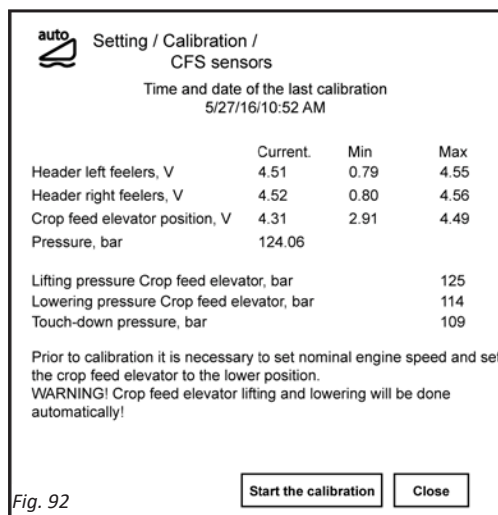 auto
Setting / Calibration /
CFS sensors
Time and date of the last calibration
5/27/16/10:52 AM
Current. Min Max
Header left feelers, V 4.51 0.79 4.55
Header right feelers, V 4.52 0.80 4.56
Crop feed elevator position, V 4.31 2.91 4.49
Pressure, bar 124.06
Lifting pressure Crop feed elevator, bar 125
Lowering pressure Crop feed elevator, bar 114
Touch-down pressure, bar 109
Prior to calibration it is necessary to set nominal engine speed and set
the crop feed elevator to the lower position.
WARNING! Crop feed elevator lifting and lowering will be done
automatically!
Start the calibration Close
Fig. 92